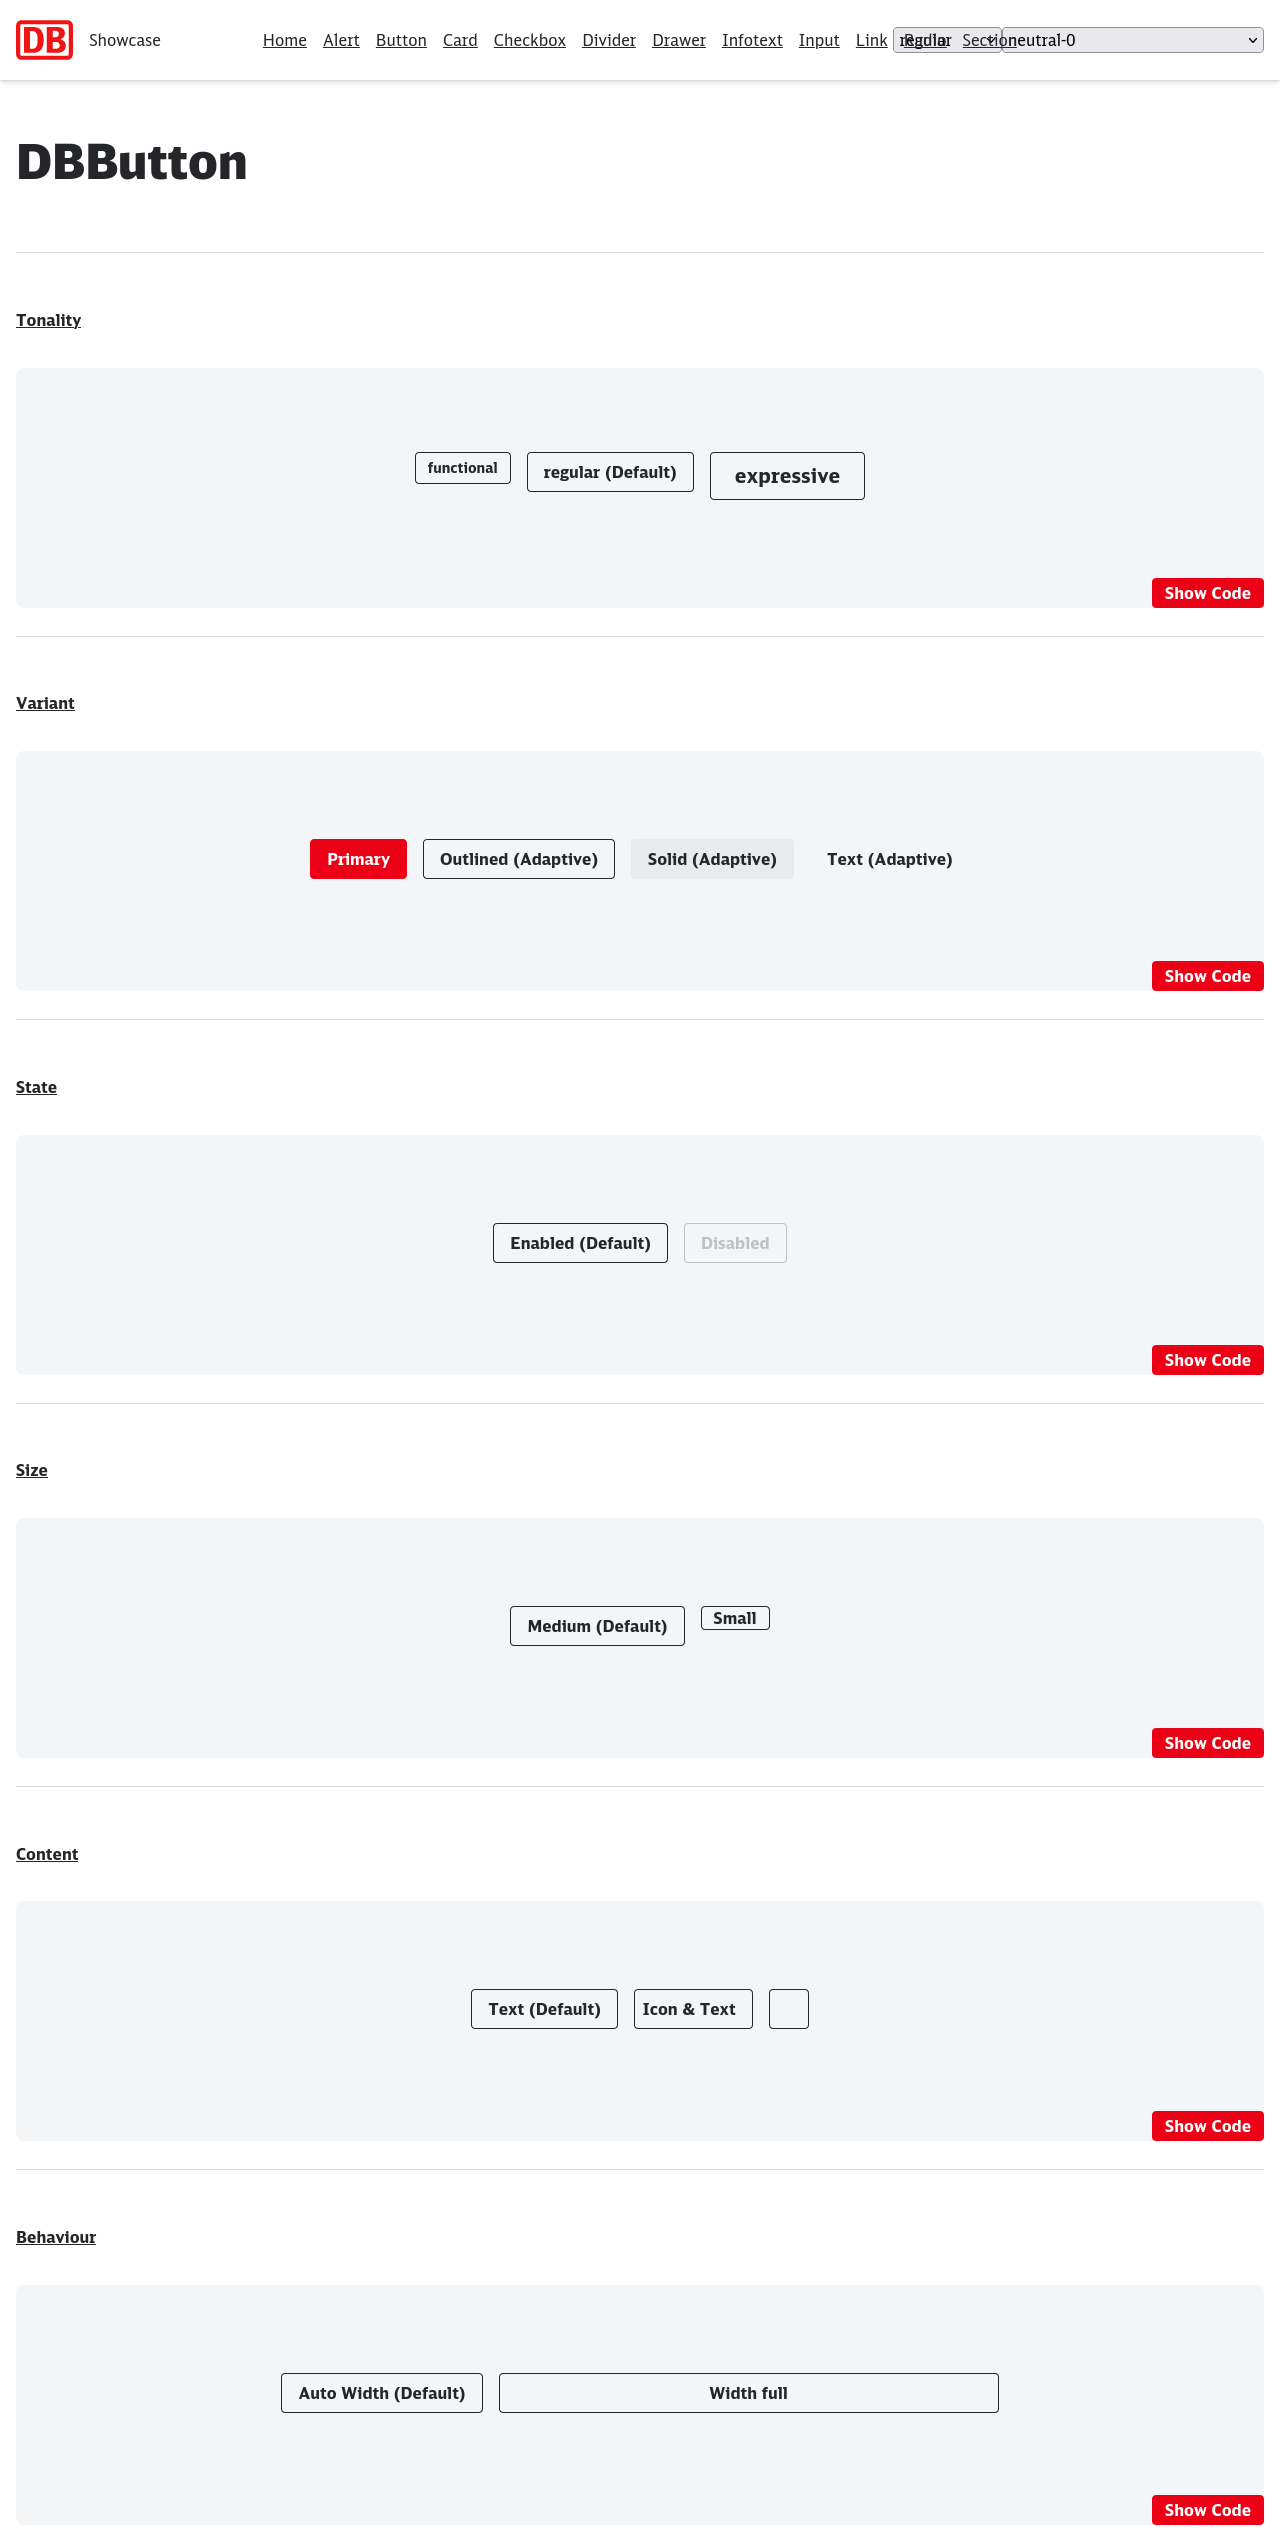 DB Showcase Home Alert Button Card Checkbox Divider Drawer Infotext Input Link Radio Section regular neutral-0
DBButton
Tonality
functional regular (Default) expressive
Show Code
Variant
Primary Outlined (Adaptive) Solid (Adaptive) Text (Adaptive)
Show Code
State
Enabled (Default) Disabled
Show Code
Size
Medium (Default) Small
Show Code
Content
Text (Default) Icon & Text
Show Code
Behaviour
Auto Width (Default) Width full
Show Code